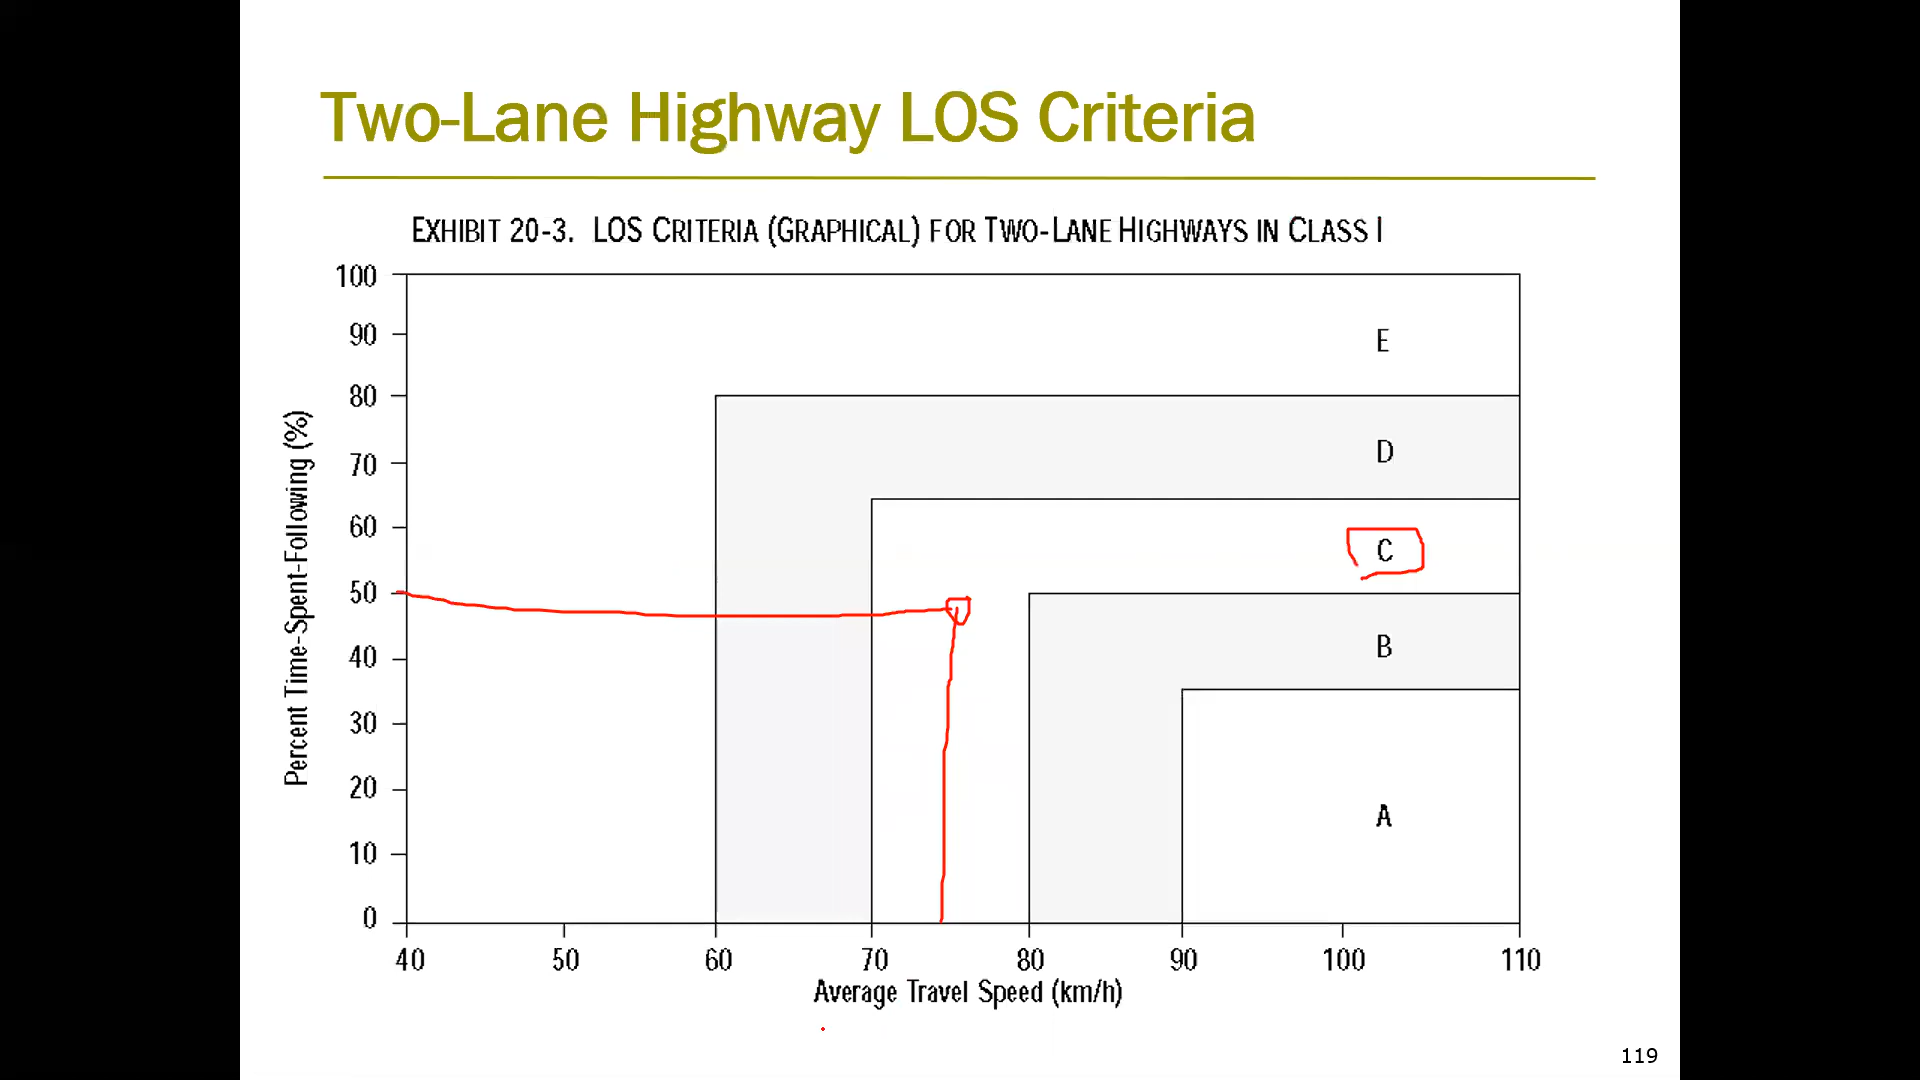 Two-Lane Highway LOS Criteria
EXHIBIT 20-3. LOS CRITERIA (GRAPHICAL) FOR TWO-LANE HIGHWAYS IN CLASS I
100
90
80
70
60
50
40
30
20
10
0
Percent Time-Spent-Following (%)
E
D
C
B
A
40 50 60 70 80 90 100 110
Average Travel Speed (km/h)
119